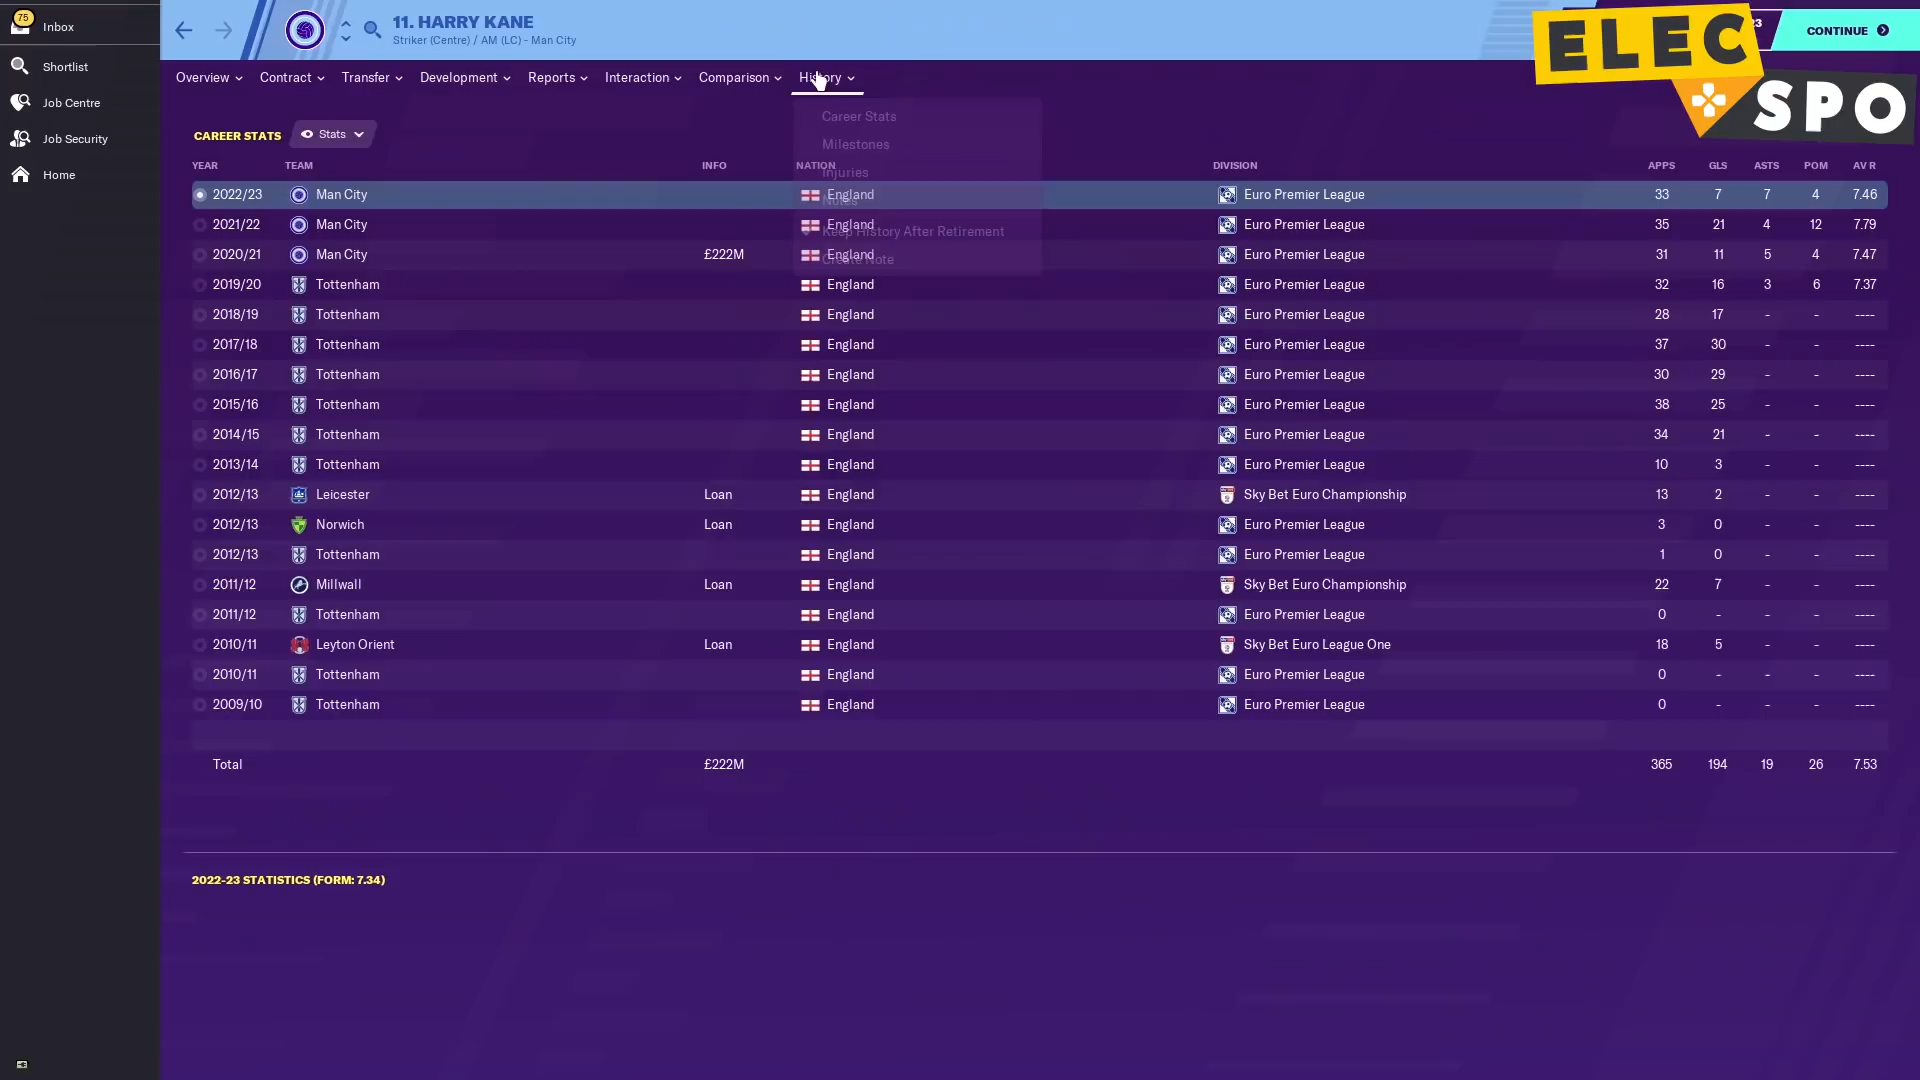 75
Inbox
Shortlist
Job Centre
Job Security
Home
11. HARRY KANE
Striker (Centre) / AM (LC) - Man City
23
CONTINUE
ELEC
SPO
Overview Contract Transfer Development Reports Interaction Comparison History
Career Stats
Milestones
Injuries
Notes
Keep History After Retirement
Create Note
CAREER STATS Stats
YEAR TEAM INFO NATION DIVISION APPS GLS ASTS POM AV R
2022/23 Man City England Euro Premier League 33 7 7 4 7.46
2021/22 Man City England Euro Premier League 35 21 4 12 7.79
2020/21 Man City £222M England Euro Premier League 31 11 5 4 7.47
2019/20 Tottenham England Euro Premier League 32 16 3 6 7.37
2018/19 Tottenham England Euro Premier League 28 17 - - ----
2017/18 Tottenham England Euro Premier League 37 30 - - ----
2016/17 Tottenham England Euro Premier League 30 29 - - ----
2015/16 Tottenham England Euro Premier League 38 25 - - ----
2014/15 Tottenham England Euro Premier League 34 21 - - ----
2013/14 Tottenham England Euro Premier League 10 3 - - ----
2012/13 Leicester Loan England Sky Bet Euro Championship 13 2 - - ----
2012/13 Norwich Loan England Euro Premier League 3 0 - - ----
2012/13 Tottenham England Euro Premier League 1 0 - - ----
2011/12 Millwall Loan England Sky Bet Euro Championship 22 7 - - ----
2011/12 Tottenham England Euro Premier League 0 - - - ----
2010/11 Leyton Orient Loan England Sky Bet Euro League One 18 5 - - ----
2010/11 Tottenham England Euro Premier League 0 - - - ----
2009/10 Tottenham England Euro Premier League 0 - - - ----
Total £222M 365 194 19 26 7.53
2022-23 STATISTICS (FORM: 7.34)